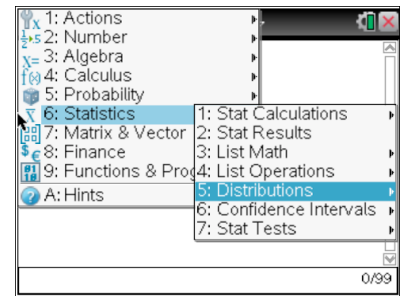 1: Actions
2: Number
3: Algebra
4: Calculus
5: Probability
6: Statistics
7: Matrix & Vector
8: Finance
9: Functions & Prog
A: Hints
1: Stat Calculations
2: Stat Results
3: List Math
4: List Operations
5: Distributions
6: Confidence Intervals
7: Stat Tests
0/99